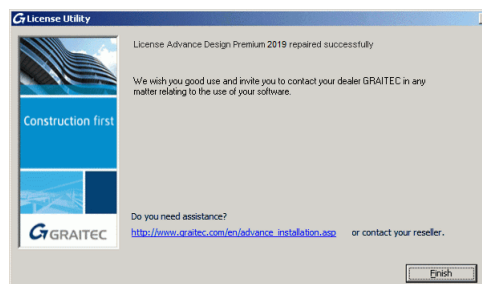 License Utility
License Advance Design Premium 2019 repaired successfully
We wish you good use and invite you to contact your dealer GRAITEC in any
matter relating to the use of your software.
Construction first
GRAITEC
Do you need assistance?
http://www.graitec.com/en/advance_installation.asp or contact your reseller.
Finish